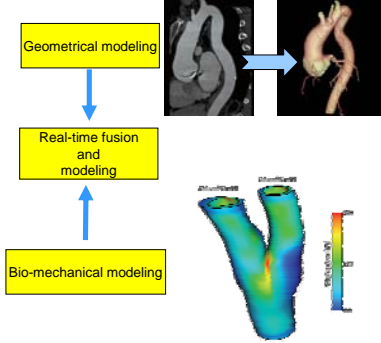 Geometrical modeling
Real-time fusion
and
modeling
Bio-mechanical modeling